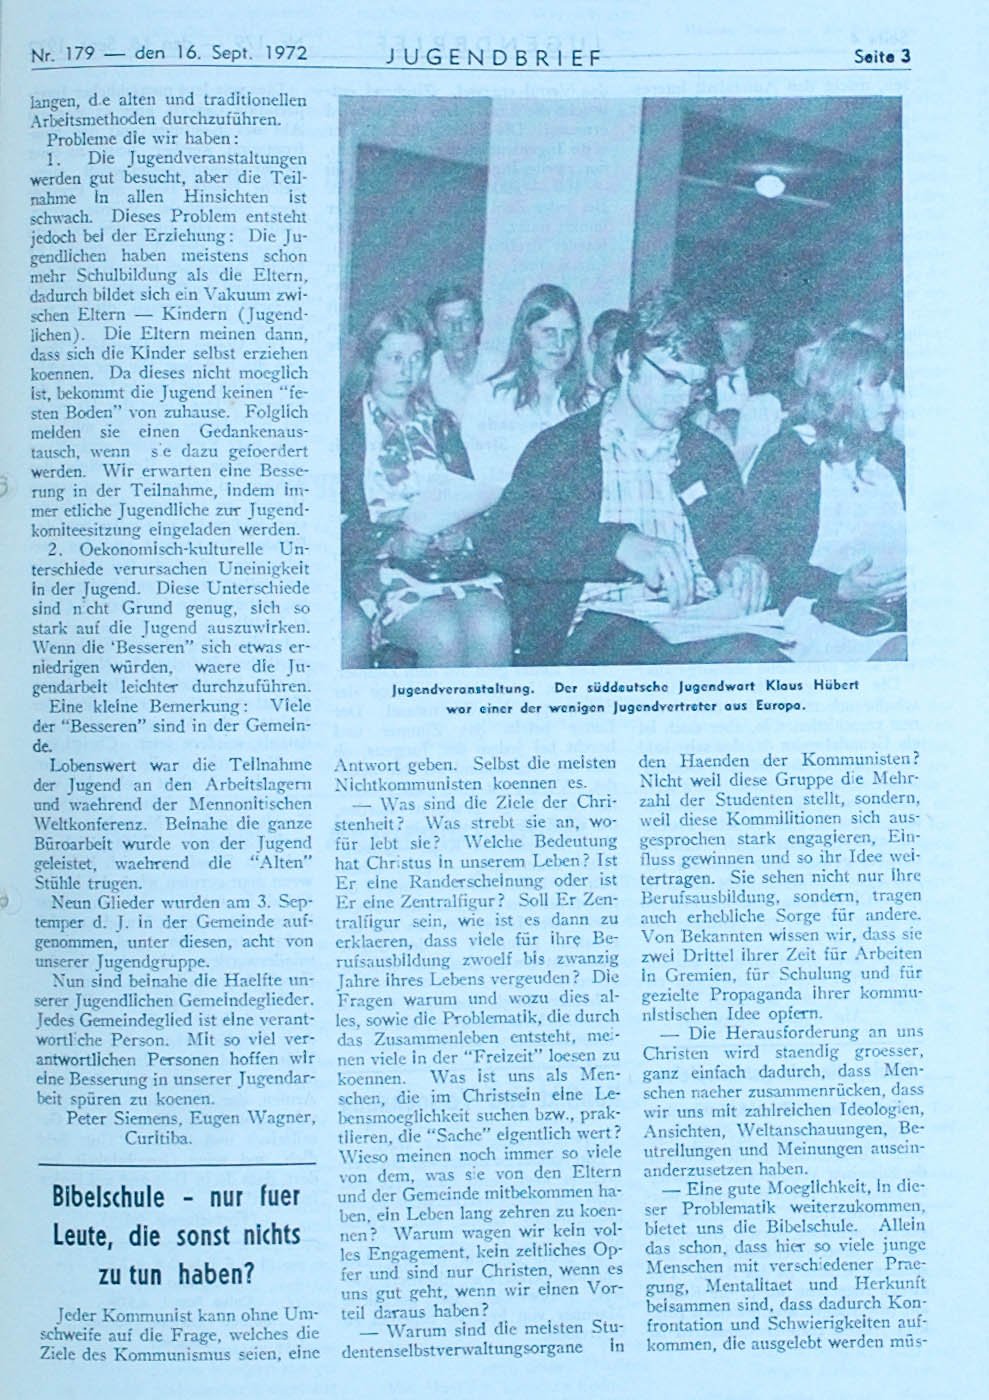 Nr. 179 — den 16. Sept. 1972
JUGENDBRIEF
Seite 3
langen, d.e alten und traditionellen
Arbeitsmethoden durchzuführen.
Probleme die wir haben:
1. Die Jugendveranstaltungen
werden gut besucht, aber die Teil-
nahme in allen Hinsichten ist
schwach. Dieses Problem entsteht
jedoch bei der Erziehung: Die Ju-
gendlichen haben meistens schon
mehr Schulbildung als die Eltern,
dadurch bildet sich ein Vakuum zwi-
schen Eltern — Kindern (Jugend-
lichen). Die Eltern meinen dann,
dass sich die Kinder selbst erziehen
koennen. Da dieses nicht moeglich
ist, bekommt die Jugend keinen "fe-
sten Boden" von zuhause. Folglich
melden sie einen Gedankenaus-
tausch, wenn s e dazu gefoerdert
werden. Wir erwarten eine Besse-
rung in der Teilnahme, indem im-
mer etliche Jugendliche zur Jugend-
komiteesitzung eingeladen werden.
2. Oekonomisch-kulturelle Un-
terschiede verursachen Uneinigkeit
in der Jugend. Diese Unterschiede
sind n'cht Grund genug, sich so
stark auf die Jugend auszuwirken.
Wenn die 'Besseren" sich etwas er-
niedrigen würden, waere die Ju-
gendarbeit leichter durchzuführen.
Eine kleine Bemerkung: Viele
der "Besseren" sind in der Gemein-
de.
Lobenswert war die Teilnahme
der Jugend an den Arbeitslagern
und waehrend der Mennonitischen
Weltkonferenz. Beinahe die ganze
Büroarbeit wurde von der Jugend
geleistet, waehrend die "Alten"
Stühle trugen.
Neun Glieder wurden am 3. Sep-
temper d. J. in der Gemeinde auf-
genommen, unter diesen, acht von
unserer Jugendgruppe.
Nun sind beinahe die Haelfte un-
serer Jugendlichen Gemeindeglieder.
Jedes Gemeindeglied ist eine verant-
wortl'che Person. Mit so viel ver-
antwortlichen Personen hoffen wir
eine Besserung in unserer Jugendar-
beit spüren zu koenen.
Peter Siemens, Eugen Wagner,
Curitiba.
Bibelschule - nur fuer
Leute, die sonst nichts
zu tun haben?
Jeder Kommunist kann ohne Um-
schweife auf die Frage, welches die
Ziele des Kommunismus seien, eine
Jugendveranstaltung. Der süddeutsche Jugendwart Klaus Hübert
war einer der wenigen Jugendvertreter aus Europa.
Antwort geben. Selbst die meisten
Nichtkommunisten koennen es.
— Was sind die Ziele der Chri-
stenheit? Was strebt sie an, wo-
für lebt sie? Welche Bedeutung
hat Christus in unserem Leben? Ist
Er eine Randerscheinung oder ist
Er eine Zentralfigur? Soll Er Zen-
tralfigur sein, wie ist es dann zu
erklaeren, dass viele für ihre Be-
rufsausbildung zwoelf bis zwanzig
Jahre ihres Lebens vergeuden? Die
Fragen warum und wozu dies al-
les, sowie die Problematik, die durch
das Zusammenleben entsteht, mei-
nen viele in der "Freizeit" loesen zu
koennen. Was ist uns als Men-
schen, die im Christsein eine Le-
bensmoeglichkeit suchen bzw., prak-
tlieren, die "Sache" eigentlich wert?
Wieso meinen noch immer so viele
von dem, was sie von den Eltern
und der Gemeinde mitbekommen ha-
ben, ein Leben lang zehren zu koen-
nen? Warum wagen wir kein vol-
les Engagement, kein zeitliches Op-
fer und sind nur Christen, wenn es
uns gut geht, wenn wir einen Vor-
teil daraus haben?
— Warum sind die meisten Stu-
dentenselbstverwaltungsorgane in
den Haenden der Kommunisten?
Nicht weil diese Gruppe die Mehr-
zahl der Studenten stellt, sondern,
weil diese Kommilitionen sich aus-
gesprochen stark engagieren, Ein-
fluss gewinnen und so ihr Idee wei-
tertragen. Sie sehen nicht nur ihre
Berufsausbildung, sondern, tragen
auch erhebliche Sorge für andere.
Von Bekannten wissen wir, dass sie
zwei Drittel ihrer Zeit für Arbeiten
in Gremien, für Schulung und für
gezielte Propaganda ihrer kommu-
nistischen Idee opfern.
— Die Herausforderung an uns
Christen wird staendig groesser,
ganz einfach dadurch, dass Men-
schen naeher zusammenrücken, dass
wir uns mit zahlreichen Ideologien,
Ansichten, Weltanschauungen, Be-
utrellungen und Meinungen ausein-
anderzusetzen haben.
— Eine gute Moeglichkeit, in die-
ser Problematik weiterzukommen,
bietet uns die Bibelschule. Allein
das schon, dass hier so viele junge
Menschen mit verschiedener Prae-
gung, Mentalitaet und Herkunft
beisammen sind, dass dadurch Kon-
frontation und Schwierigkeiten auf-
kommen, die ausgelebt werden müs-